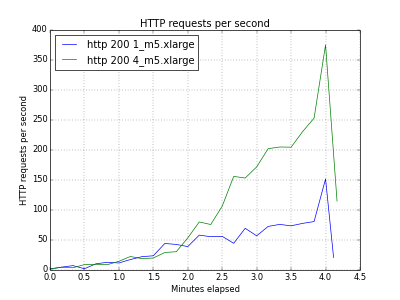 HTTP requests per second
http 200 1_m5.xlarge
http 200 4_m5.xlarge
HTTP requests per second
400
350
300
250
200
150
100
50
0
0.0 0.5 1.0 1.5 2.0 2.5 3.0 3.5 4.0 4.5
Minutes elapsed